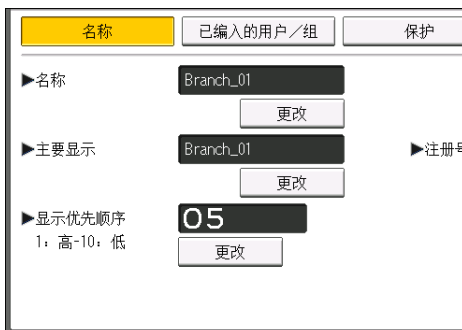 名称 已编入的用户／组 保护
▶名称 Branch_01
更改
▶主要显示 Branch_01 ▶注册号
更改
▶显示优先顺序 05
1：高-10：低 更改